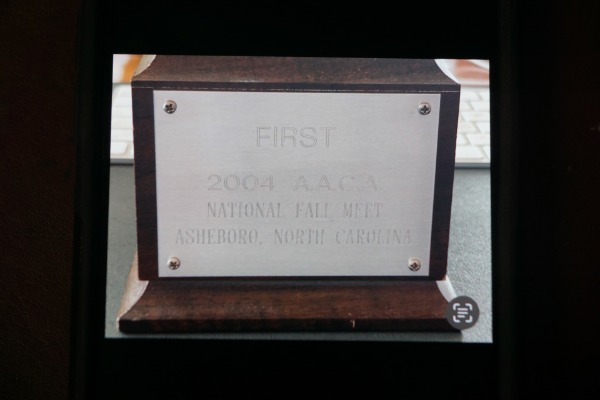 FIRST
2004 A.A.C.A.
NATIONAL FALL MEET
ASHEBORO, NORTH CAROLINA